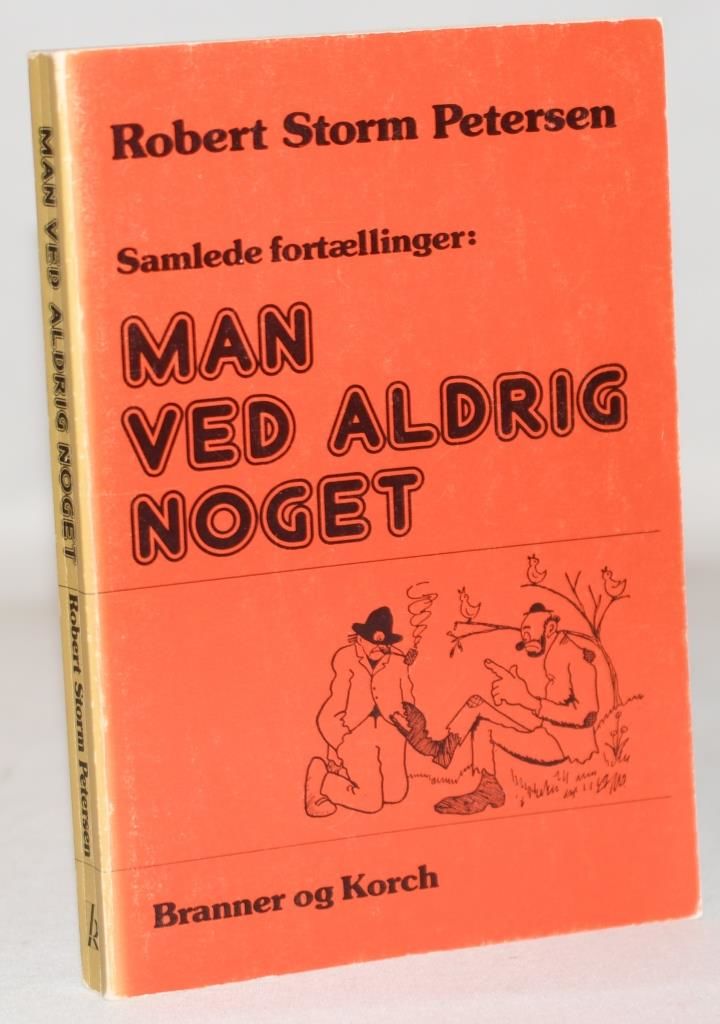 Robert Storm Petersen
Samlede fortællinger:
MAN
VED ALDRIG
NOGET
Branner og Korch
MAN VED ALDRIG NOGET
Robert Storm Petersen